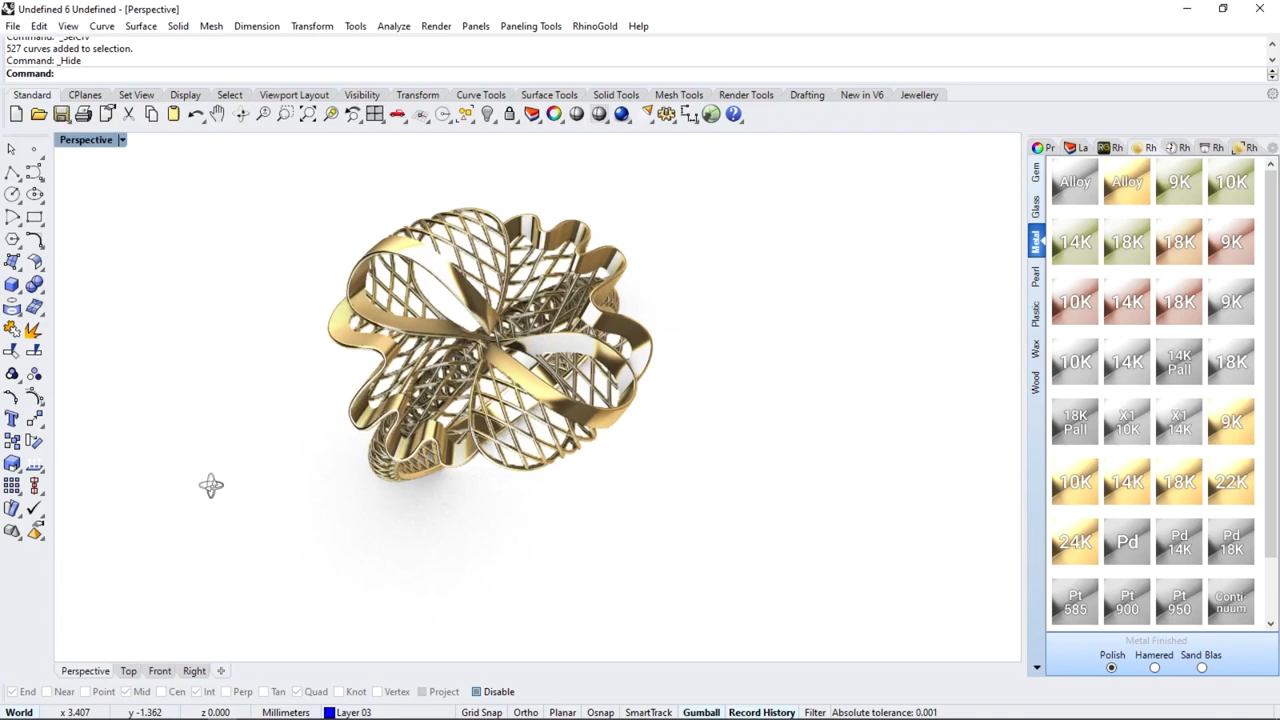 Undefined 6 Undefined - [Perspective]
File Edit View Curve Surface Solid Mesh Dimension Transform Tools Analyze Render Panels Paneling Tools RhinoGold Help
527 curves added to selection.
Command: _Hide
Command:
Standard CPlanes Set View Display Select Viewport Layout Visibility Transform Curve Tools Surface Tools Solid Tools Mesh Tools Render Tools Drafting New in V6 Jewellery
Perspective
Pr La Rh Rh Rh Rh Rh
Gem
Glass
Metal
Pearl
Plastic
Wax
Wood
Alloy Alloy 9K 10K
14K 18K 18K 9K
10K 14K 18K 9K
10K 14K 14K Pall 18K
18K Pall X1 10K X1 14K 9K
10K 14K 18K 22K
24K Pd Pd 14K Pd 18K
Pt 585 Pt 900 Pt 950 Conti nuum
Metal Finished
Polish Hamered Sand Blas
Perspective Top Front Right
End Near Point Mid Cen Int Perp Tan Quad Knot Vertex Project Disable
World x 3.407 y -1.362 z 0.000 Millimeters Layer 03 Grid Snap Ortho Planar Osnap SmartTrack Gumball Record History Filter Absolute tolerance: 0.001